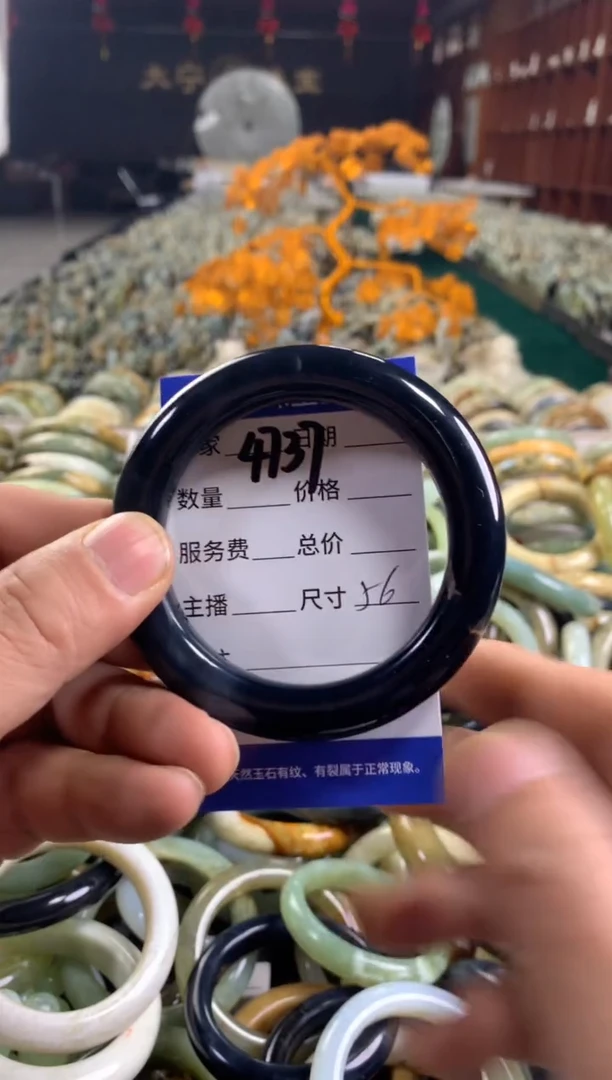 家 4737 日期
数量 价格
服务费 总价
主播 尺寸 56
天然玉石有纹、有裂属于正常现象。